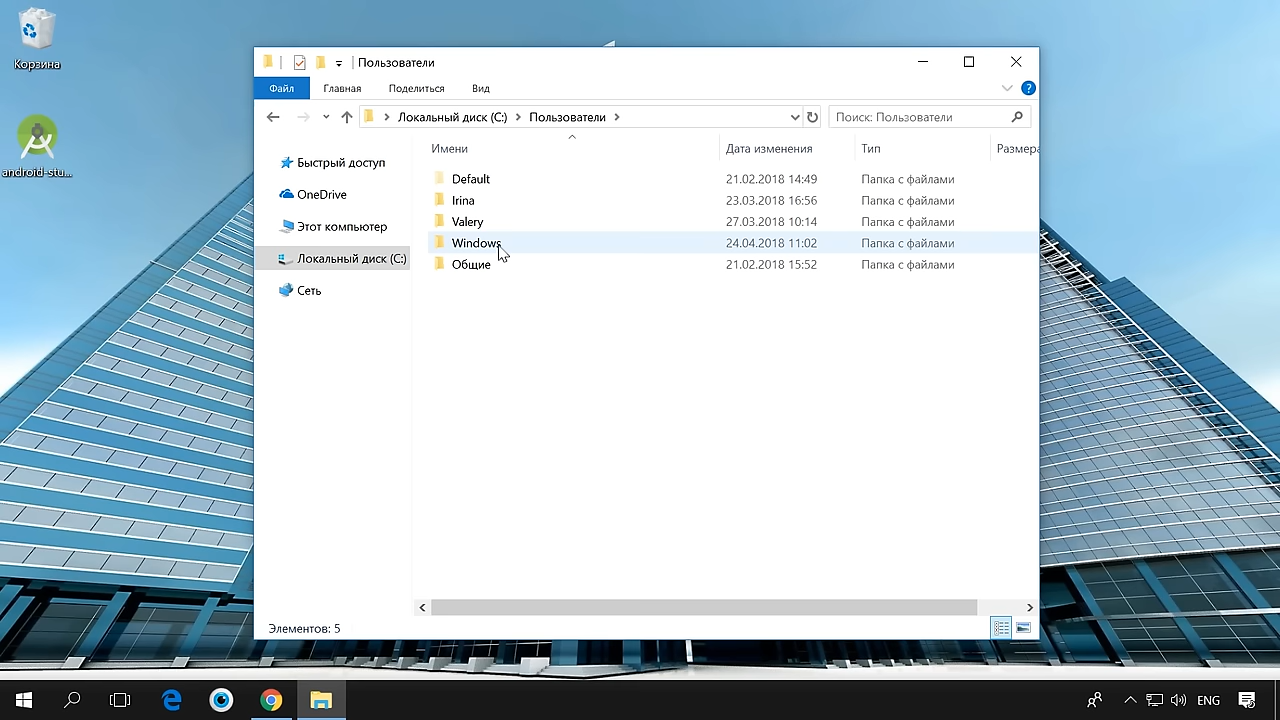 Корзина
android-stu...
Пользователи
Файл
Главная
Поделиться
Вид
Локальный диск (C:)
Пользователи
Поиск: Пользователи
Быстрый доступ
OneDrive
Этот компьютер
Локальный диск (C:)
Сеть
Имени Дата изменения Тип Размера
Default 21.02.2018 14:49 Папка с файлами
Irina 23.03.2018 16:56 Папка с файлами
Valery 27.03.2018 10:14 Папка с файлами
Windows 24.04.2018 11:02 Папка с файлами
Общие 21.02.2018 15:52 Папка с файлами
Элементов: 5
ENG